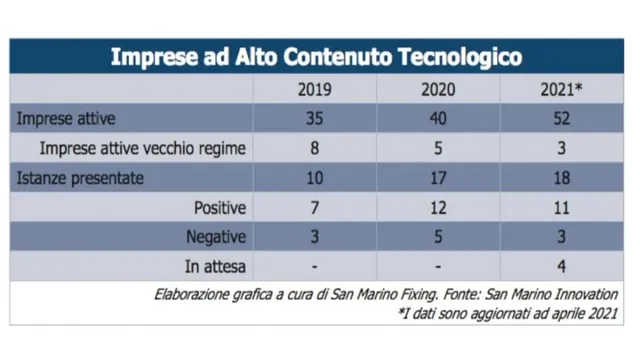 Imprese ad Alto Contenuto Tecnologico
2019 2020 2021*
Imprese attive 35 40 52
Imprese attive vecchio regime 8 5 3
Istanze presentate 10 17 18
Positive 7 12 11
Negative 3 5 3
In attesa - - 4
Elaborazione grafica a cura di San Marino Fixing. Fonte: San Marino Innovation
*I dati sono aggiornati ad aprile 2021